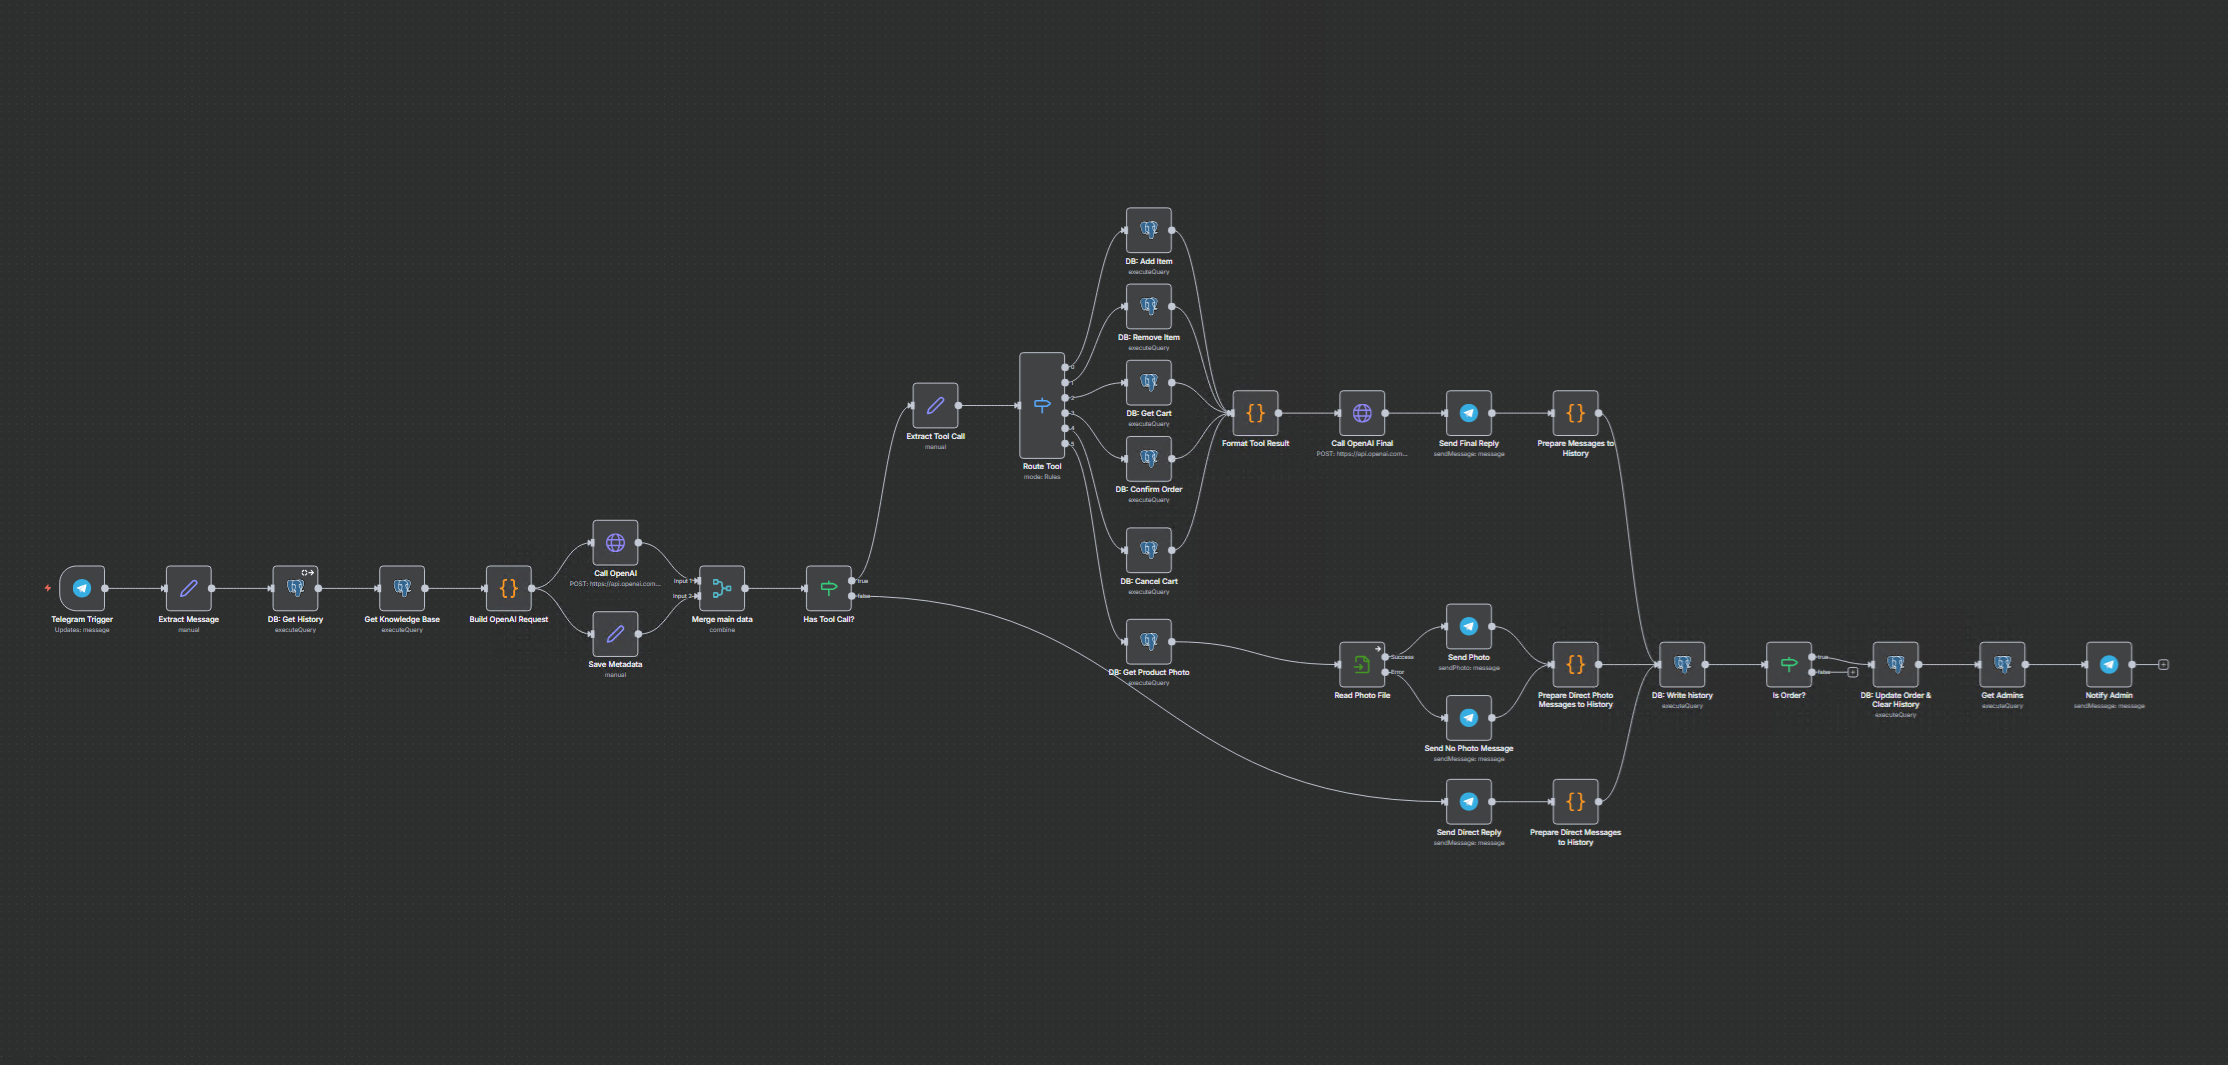 Telegram Trigger
Updates: message
Extract Message
manual
DB: Get History
executeQuery
Get Knowledge Base
executeQuery
Build OpenAI Request
Call OpenAI
POST: https://api.openai.com...
Save Metadata
manual
Input 1
Input 2
Merge main data
combine
Has Tool Call?
true
false
Extract Tool Call
manual
Route Tool
mode: Rules
0
1
2
3
4
5
DB: Add Item
executeQuery
DB: Remove Item
executeQuery
DB: Get Cart
executeQuery
DB: Confirm Order
executeQuery
DB: Cancel Cart
executeQuery
DB: Get Product Photo
executeQuery
Format Tool Result
Call OpenAI Final
POST: https://api.openai.com...
Send Final Reply
sendMessage: message
Prepare Messages to
History
Read Photo File
Success
Error
Send Photo
sendPhoto: message
Send No Photo Message
sendMessage: message
Prepare Direct Photo
Messages to History
Send Direct Reply
sendMessage: message
Prepare Direct Messages
to History
DB: Write history
executeQuery
Is Order?
true
false
DB: Update Order &
Clear History
executeQuery
Get Admins
executeQuery
Notify Admin
sendMessage: message